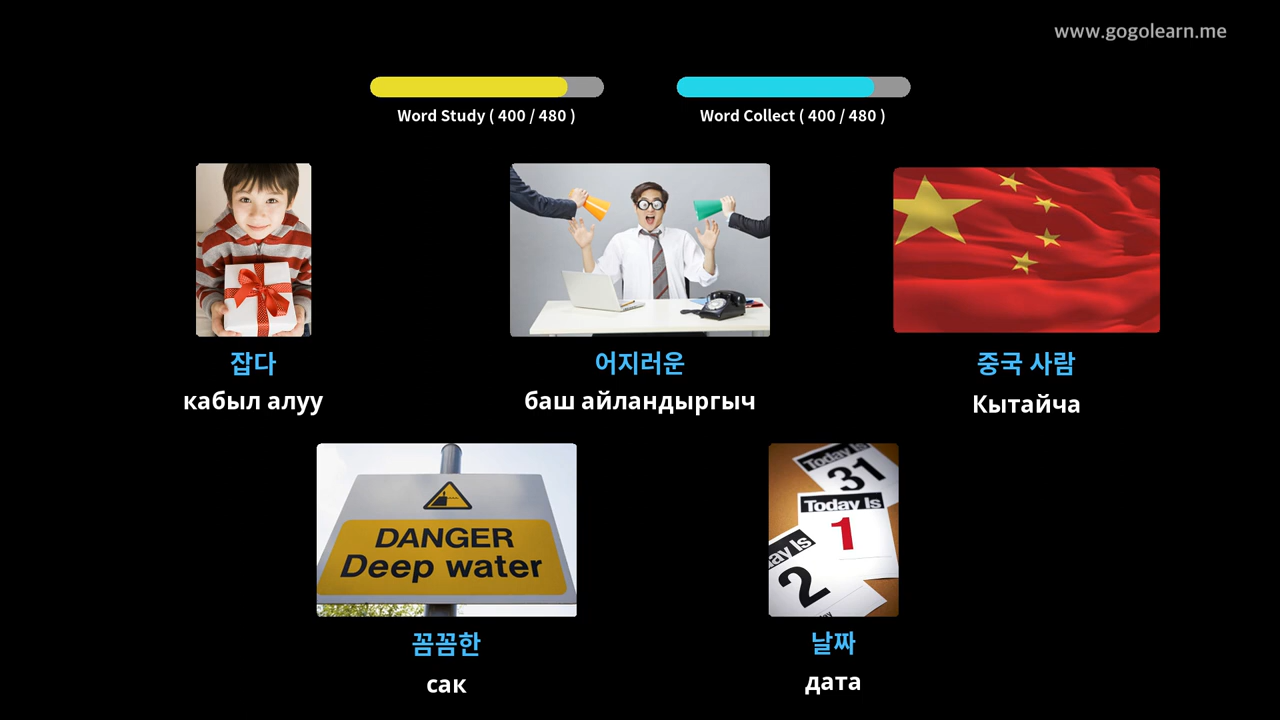 www.gogolearn.me
Word Study ( 400 / 480 )
Word Collect ( 400 / 480 )
잡다
кабыл алуу
어지러운
баш айландыргыч
중국 사람
Кытайча
DANGER
Deep water
꼼꼼한
сак
Today Is
31
Today Is
1
ay Is
2
날짜
дата